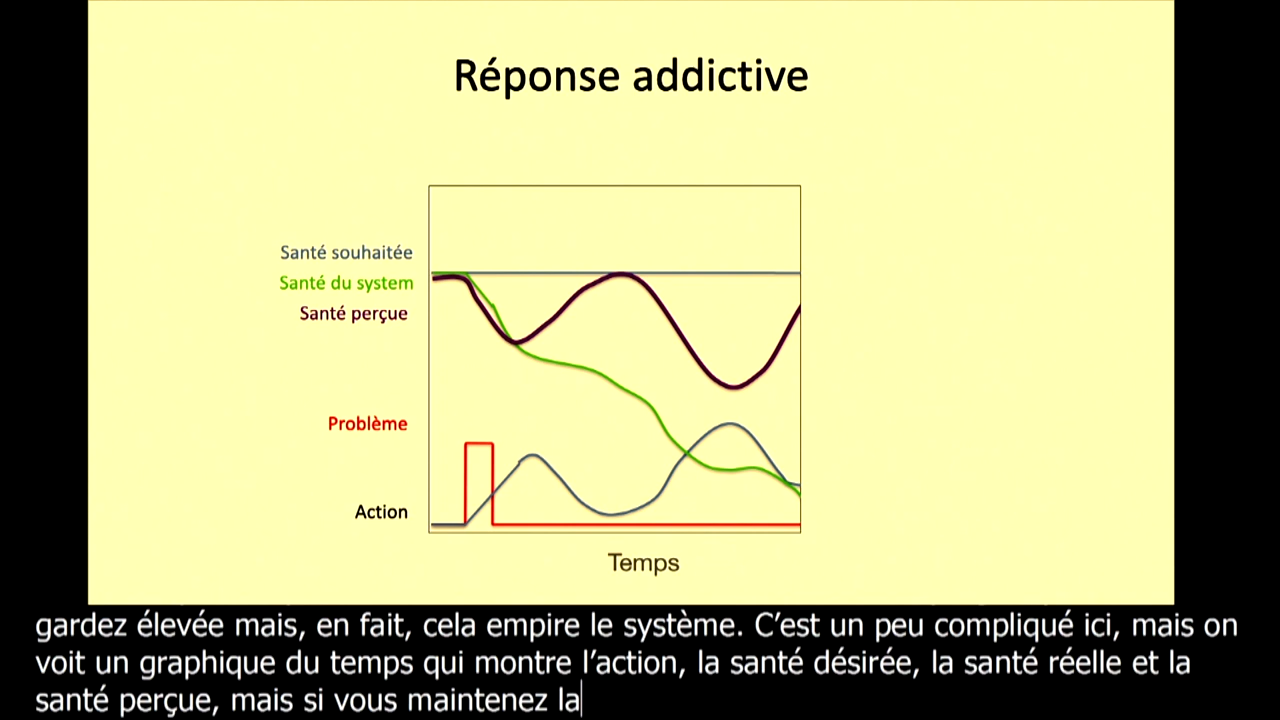 Réponse addictive
Santé souhaitée
Santé du system
Santé perçue
Problème
Action
Temps
gardez élevée mais, en fait, cela empire le système. C’est un peu compliqué ici, mais on
voit un graphique du temps qui montre l’action, la santé désirée, la santé réelle et la
santé perçue, mais si vous maintenez la